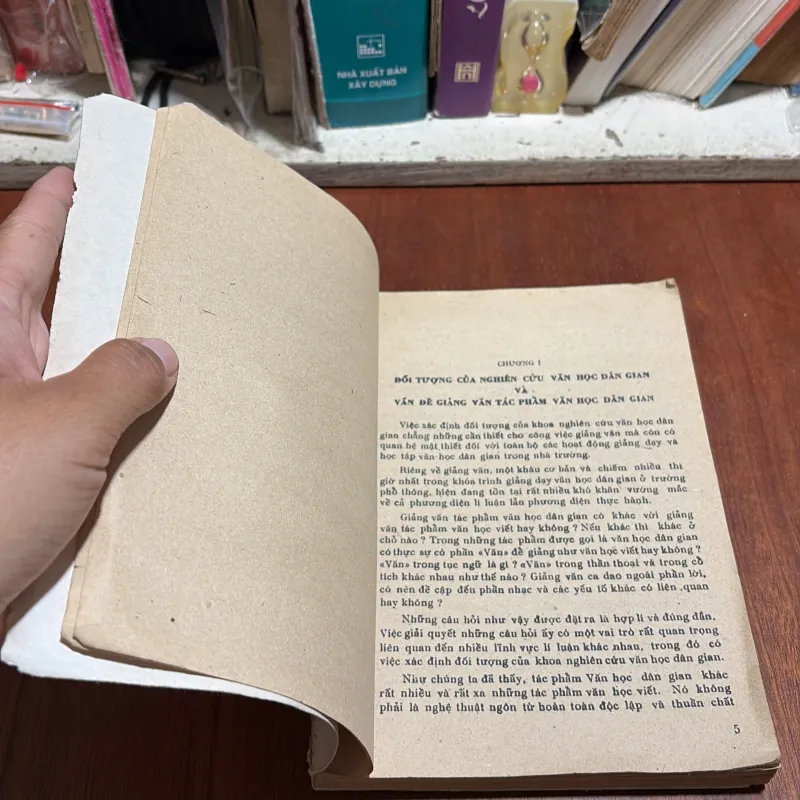 NHÀ XUẤT BẢN
XÂY DỰNG
CHƯƠNG I
ĐỐI TƯỢNG CỦA NGHIÊN CỨU VĂN HỌC DÂN GIAN
VÀ
VẤN ĐỀ GIẢNG VĂN TÁC PHẨM VĂN HỌC DÂN GIAN
Việc xác định đối tượng của khoa nghiên cứu văn học dân
gian chẳng những cần thiết cho công việc giảng văn mà còn có
quan hệ mật thiết đối với toàn bộ các hoạt động giảng dạy và
học tập văn học dân gian trong nhà trường.
Riêng về giảng văn, một khâu cơ bản và chiếm nhiều thì
giờ nhất trong khóa trình giảng dạy văn học dân gian ở trường
phổ thông, hiện đang tồn tại rất nhiều khó khăn vướng mắc
về cả phương diện lí luận lẫn phương diện thực hành.
Giảng văn tác phẩm văn học dân gian có khác với giảng
văn tác phẩm văn học viết hay không ? Nếu khác thì khác ở
chỗ nào ? Trong những tác phẩm được gọi là văn học dân gian
có thực sự có phần «Văn» để giảng như văn học viết hay không ?
«Văn» trong tục ngữ là gì ? «Văn» trong thần thoại và trong cổ
tích khác nhau như thế nào ? Giảng văn ca dao ngoài phần lời,
có nên đề cập đến phần nhạc và các yếu tố khác có liên quan
hay không ?
Những câu hỏi như vậy được đặt ra là hợp lí và đúng đắn.
Việc giải quyết những câu hỏi ấy có một vai trò rất quan trọng
liên quan đến nhiều lĩnh vực lí luận khác nhau, trong đó có
việc xác định đối tượng của khoa nghiên cứu văn học dân gian.
Như chúng ta đã thấy, tác phẩm Văn học dân gian khác
rất nhiều và rất xa những tác phẩm văn học viết. Nó không
phải là nghệ thuật ngôn từ hoàn toàn độc lập và thuần chất
5